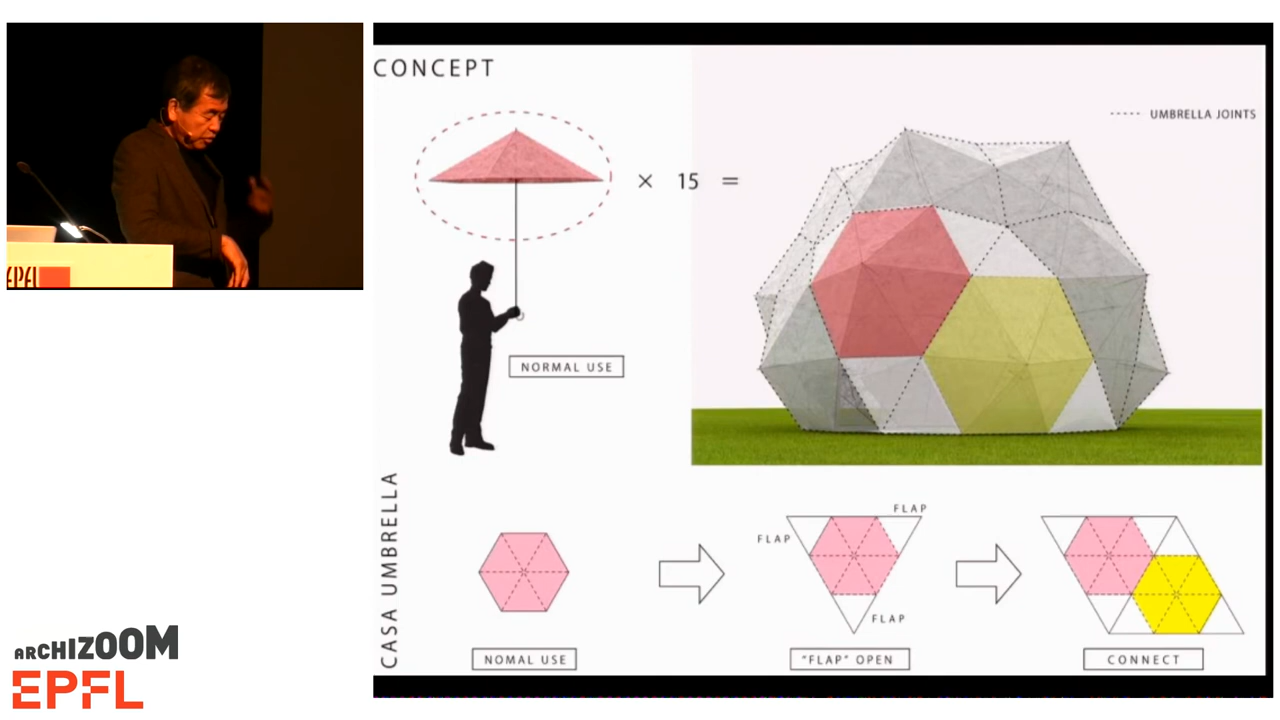 CONCEPT
UMBRELLA JOINTS
× 15 =
NORMAL USE
CASA UMBRELLA
FLAP
FLAP
FLAP
NOMAL USE
"FLAP" OPEN
CONNECT
EPFL
ARCHIZOOM
EPFL